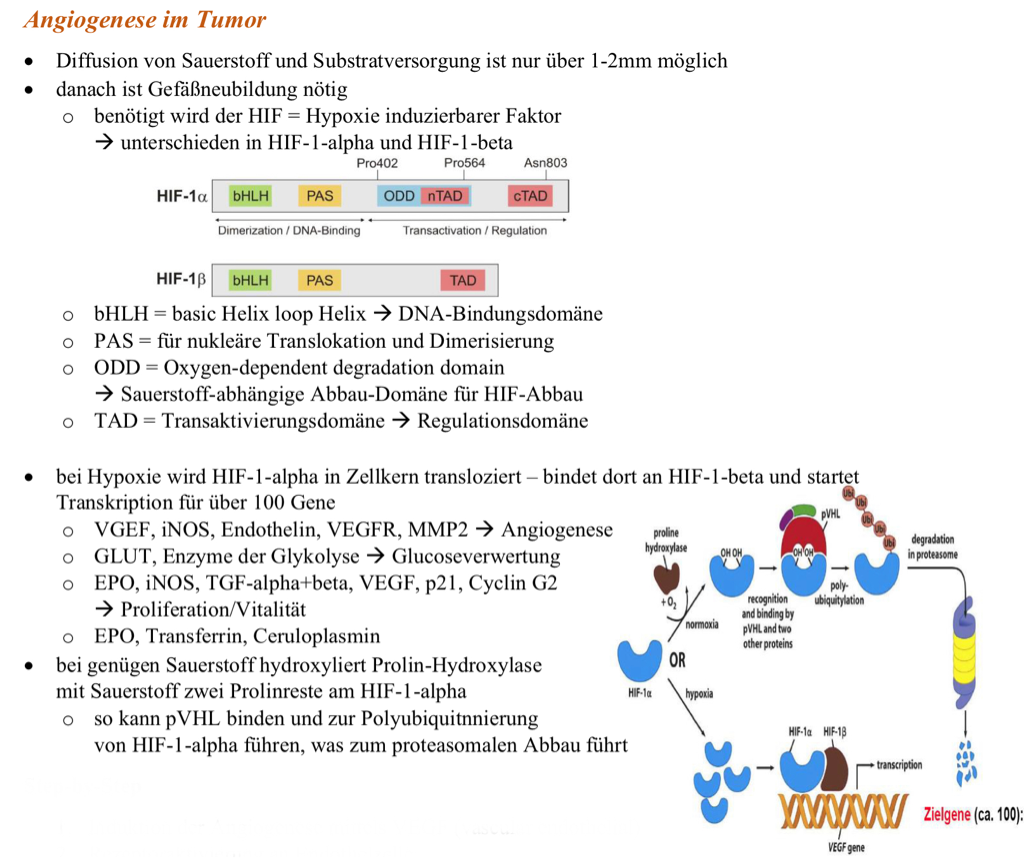 Angiogenese im Tumor
• Diffusion von Sauerstoff und Substratversorgung ist nur über 1-2mm möglich
• danach ist Gefäßneubildung nötig
o benötigt wird der HIF = Hypoxie induzierbarer Faktor
→ unterschieden in HIF-1-alpha und HIF-1-beta
Pro402 Pro564 Asn803
HIF-1α bHLH PAS ODD nTAD cTAD
Dimerization / DNA-Binding Transactivation / Regulation
HIF-1β bHLH PAS TAD
o bHLH = basic Helix loop Helix → DNA-Bindungsdomäne
o PAS = für nukleäre Translokation und Dimerisierung
o ODD = Oxygen-dependent degradation domain
→ Sauerstoff-abhängige Abbau-Domäne für HIF-Abbau
o TAD = Transaktivierungsdomäne → Regulationsdomäne
• bei Hypoxie wird HIF-1-alpha in Zellkern transloziert – bindet dort an HIF-1-beta und startet
Transkription für über 100 Gene
o VGEF, iNOS, Endothelin, VEGFR, MMP2 → Angiogenese
o GLUT, Enzyme der Glykolyse → Glucoseverwertung
o EPO, iNOS, TGF-alpha+beta, VEGF, p21, Cyclin G2
→ Proliferation/Vitalität
o EPO, Transferrin, Ceruloplasmin
• bei genügen Sauerstoff hydroxyliert Prolin-Hydroxylase
mit Sauerstoff zwei Prolinreste am HIF-1-alpha
o so kann pVHL binden und zur Polyubiquitnnierung
von HIF-1-alpha führen, was zum proteasomalen Abbau führt
proline
hydroxylase
+O2
normoxia
OH OH
recognition
and binding by
pVHL and two
other proteins
pVHL
OH OH
poly-
ubiquitylation
Ubi
Ubi
Ubi
Ubi
Ubi
degradation
in proteasome
OR
HIF-1α
hypoxia
HIF-1α HIF-1β
transcription
VEGF gene
Zielgene (ca. 100):